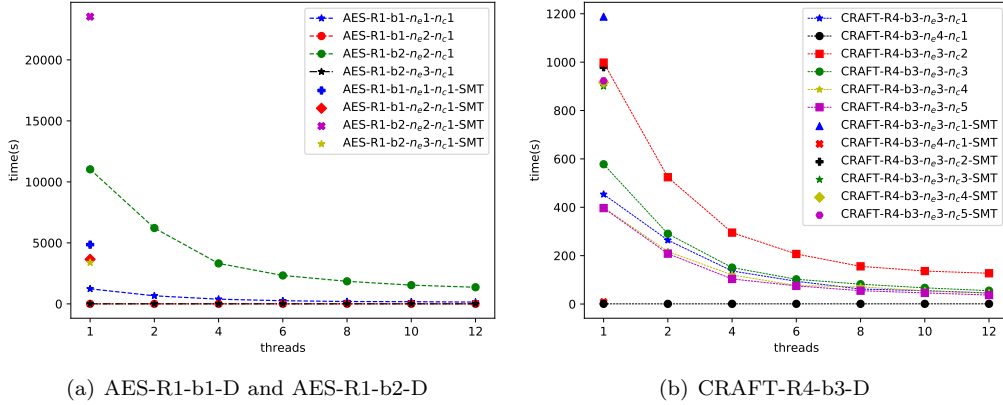 AES-R1-b1-n_e1-n_c1
AES-R1-b1-n_e2-n_c1
AES-R1-b2-n_e2-n_c1
AES-R1-b2-n_e3-n_c1
AES-R1-b1-n_e1-n_c1-SMT
AES-R1-b1-n_e2-n_c1-SMT
AES-R1-b2-n_e2-n_c1-SMT
AES-R1-b2-n_e3-n_c1-SMT
20000
15000
10000
5000
0
time(s)
1 2 4 6 8 10 12
threads
(a) AES-R1-b1-D and AES-R1-b2-D
CRAFT-R4-b3-n_e3-n_c1
CRAFT-R4-b3-n_e4-n_c1
CRAFT-R4-b3-n_e3-n_c2
CRAFT-R4-b3-n_e3-n_c3
CRAFT-R4-b3-n_e3-n_c4
CRAFT-R4-b3-n_e3-n_c5
CRAFT-R4-b3-n_e3-n_c1-SMT
CRAFT-R4-b3-n_e4-n_c1-SMT
CRAFT-R4-b3-n_e3-n_c2-SMT
CRAFT-R4-b3-n_e3-n_c3-SMT
CRAFT-R4-b3-n_e3-n_c4-SMT
CRAFT-R4-b3-n_e3-n_c5-SMT
1200
1000
800
600
400
200
0
time(s)
1 2 4 6 8 10 12
threads
(b) CRAFT-R4-b3-D